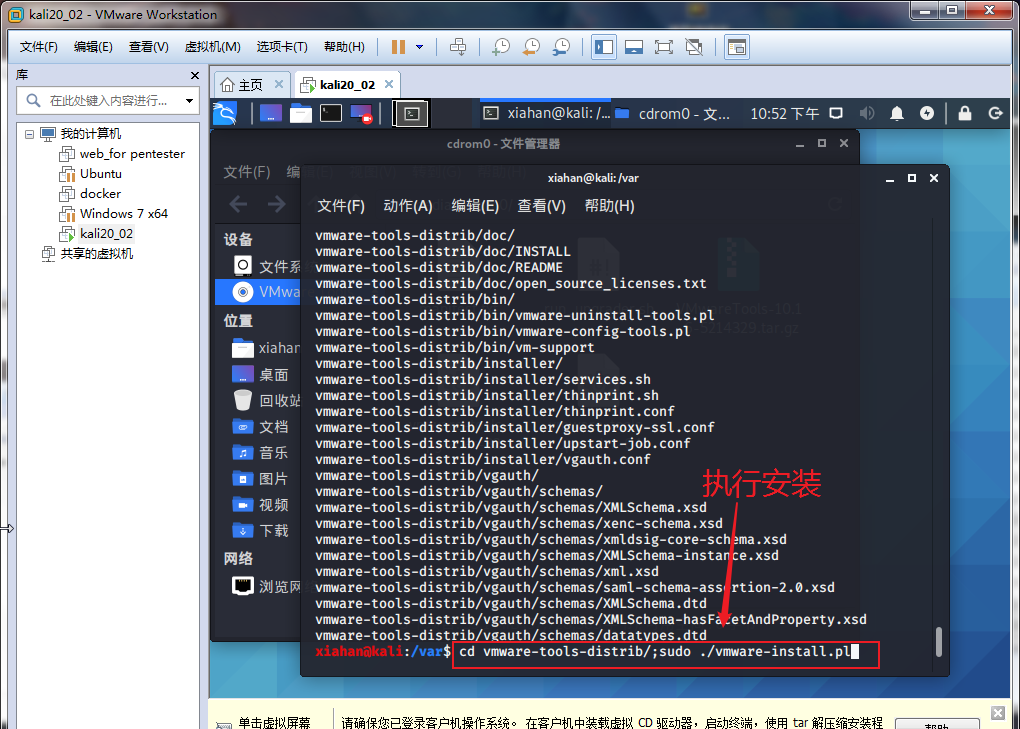 kali20_02 - VMware Workstation
文件(F) 编辑(E) 查看(V) 虚拟机(M) 选项卡(T) 帮助(H)
库
在此处键入内容进行...
我的计算机
web_for pentester
Ubuntu
docker
Windows 7 x64
kali20_02
共享的虚拟机
主页 kali20_02
xiahan@kali: /... cdrom0 - 文... 10:52 下午
cdrom0 - 文件管理器
文件(F)
设备
文件系
VMwa
位置
xiahan
桌面
回收站
文档
音乐
图片
视频
下载
网络
浏览网
xiahan@kali: /var
文件(F) 动作(A) 编辑(E) 查看(V) 帮助(H)
vmware-tools-distrib/doc/
vmware-tools-distrib/doc/INSTALL
vmware-tools-distrib/doc/README
vmware-tools-distrib/doc/open_source_licenses.txt
vmware-tools-distrib/bin/
vmware-tools-distrib/bin/vmware-uninstall-tools.pl
vmware-tools-distrib/bin/vmware-config-tools.pl
vmware-tools-distrib/bin/vm-support
vmware-tools-distrib/installer/
vmware-tools-distrib/installer/services.sh
vmware-tools-distrib/installer/thinprint.sh
vmware-tools-distrib/installer/thinprint.conf
vmware-tools-distrib/installer/guestproxy-ssl.conf
vmware-tools-distrib/installer/upstart-job.conf
vmware-tools-distrib/installer/vgauth.conf
vmware-tools-distrib/vgauth/
vmware-tools-distrib/vgauth/schemas/
vmware-tools-distrib/vgauth/schemas/XMLSchema.xsd
vmware-tools-distrib/vgauth/schemas/xenc-schema.xsd
vmware-tools-distrib/vgauth/schemas/xmldsig-core-schema.xsd
vmware-tools-distrib/vgauth/schemas/XMLSchema-instance.xsd
vmware-tools-distrib/vgauth/schemas/xml.xsd
vmware-tools-distrib/vgauth/schemas/saml-schema-assertion-2.0.xsd
vmware-tools-distrib/vgauth/schemas/XMLSchema.dtd
vmware-tools-distrib/vgauth/schemas/XMLSchema-hasFacetAndProperty.xsd
vmware-tools-distrib/vgauth/schemas/datatypes.dtd
xiahan@kali:/var$ cd vmware-tools-distrib/;sudo ./vmware-install.pl
执行安装
单击虚拟屏幕 请确保您已登录客户机操作系统。 在客户机中装载虚拟 CD 驱动器，启动终端，使用 tar 解压缩安装程 帮助